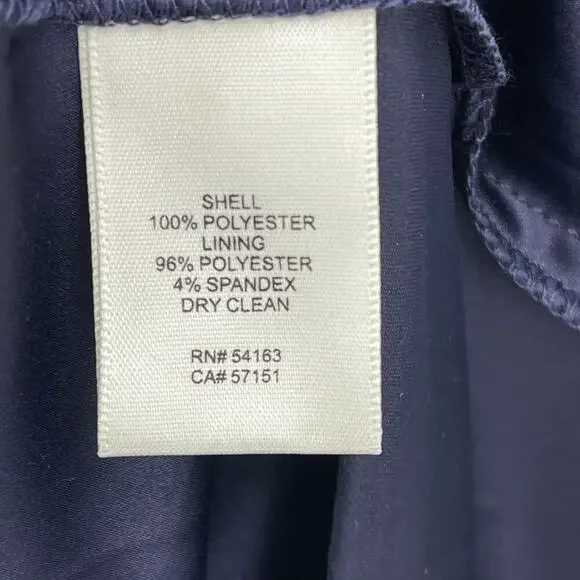 SHELL
100% POLYESTER
LINING
96% POLYESTER
4% SPANDEX
DRY CLEAN
RN# 54163
CA# 57151